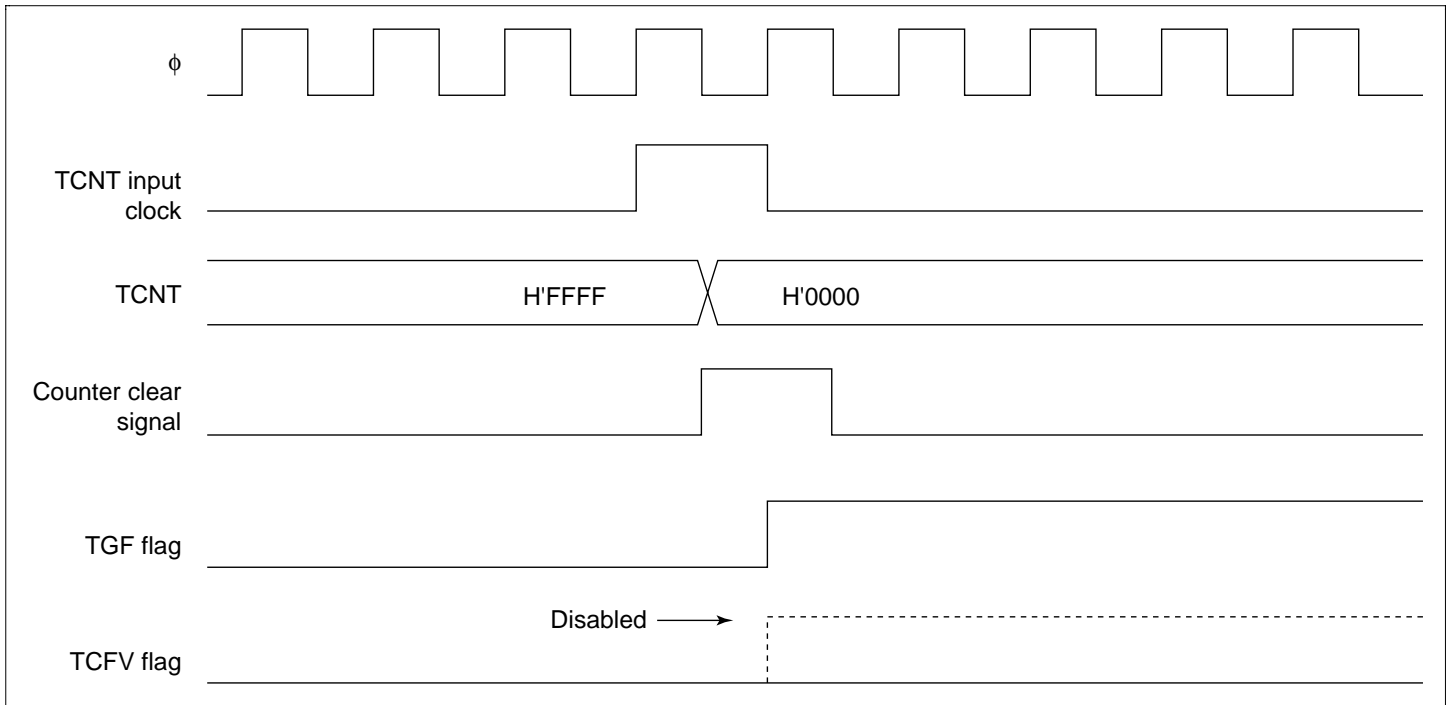 ϕ
TCNT input
clock
TCNT
H'FFFF
H'0000
Counter clear
signal
TGF flag
Disabled
TCFV flag